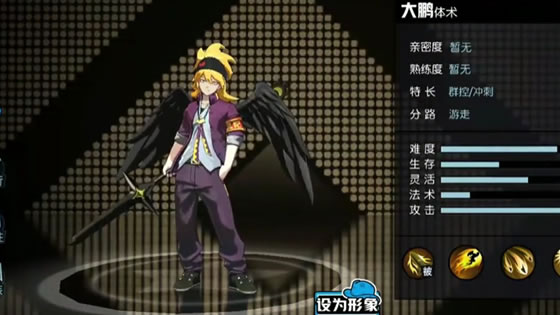 大鹏体术
亲密度 暂无
熟练度 暂无
特长 群控/冲刺
分路 游走
难度
生存
灵活
法术
攻击
被
设为形象